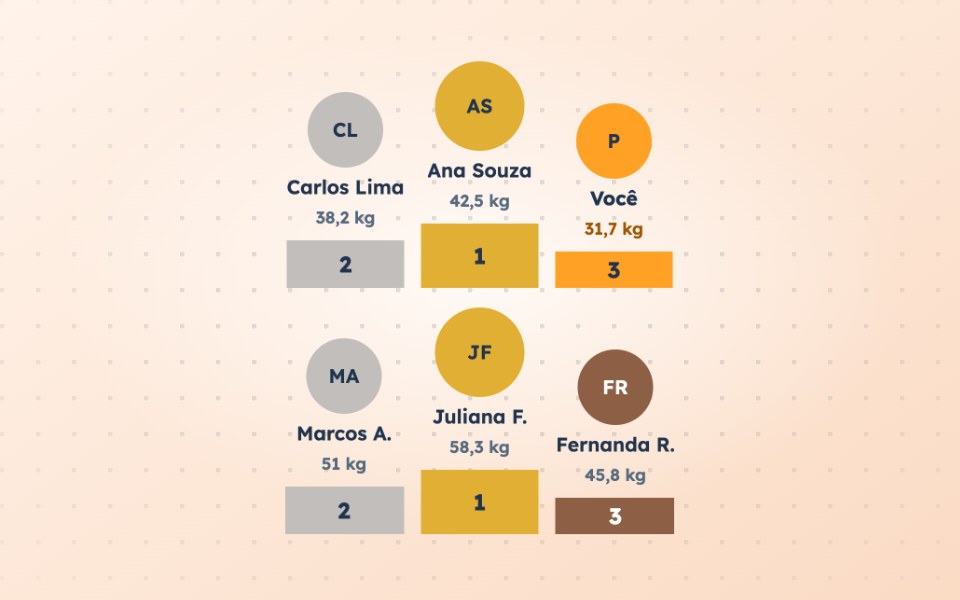 CL
Carlos Lima
38,2 kg
2
AS
Ana Souza
42,5 kg
1
P
Você
31,7 kg
3
MA
Marcos A.
51 kg
2
JF
Juliana F.
58,3 kg
1
FR
Fernanda R.
45,8 kg
3